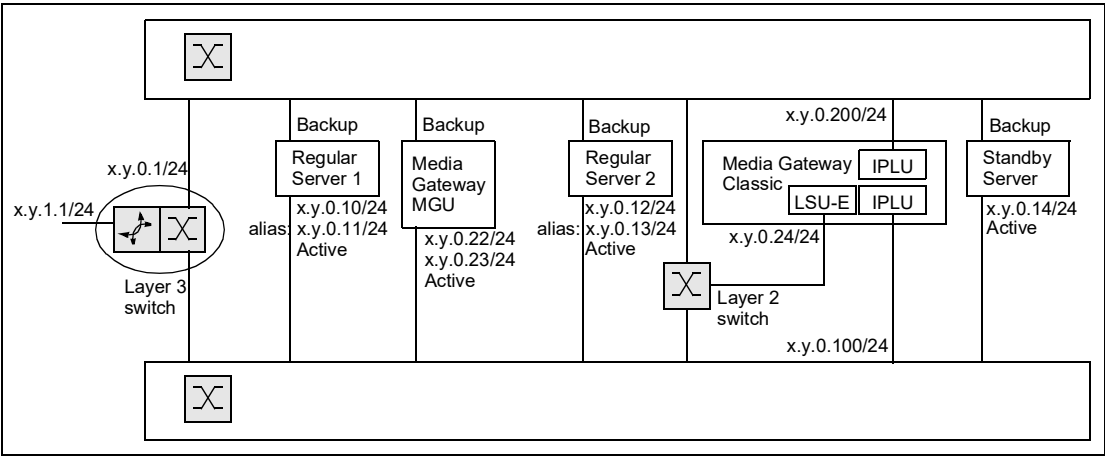 x.y.0.200/24
Backup
Backup
Backup
Backup
Regular
Server 1
Media
Gateway
MGU
Regular
Server 2
Media Gateway
Classic
IPLU
LSU-E
IPLU
Standby
Server
x.y.0.1/24
x.y.1.1/24
Layer 3
switch
x.y.0.10/24
alias: x.y.0.11/24
Active
x.y.0.22/24
x.y.0.23/24
Active
x.y.0.12/24
alias: x.y.0.13/24
Active
x.y.0.24/24
x.y.0.14/24
Active
Layer 2
switch
x.y.0.100/24